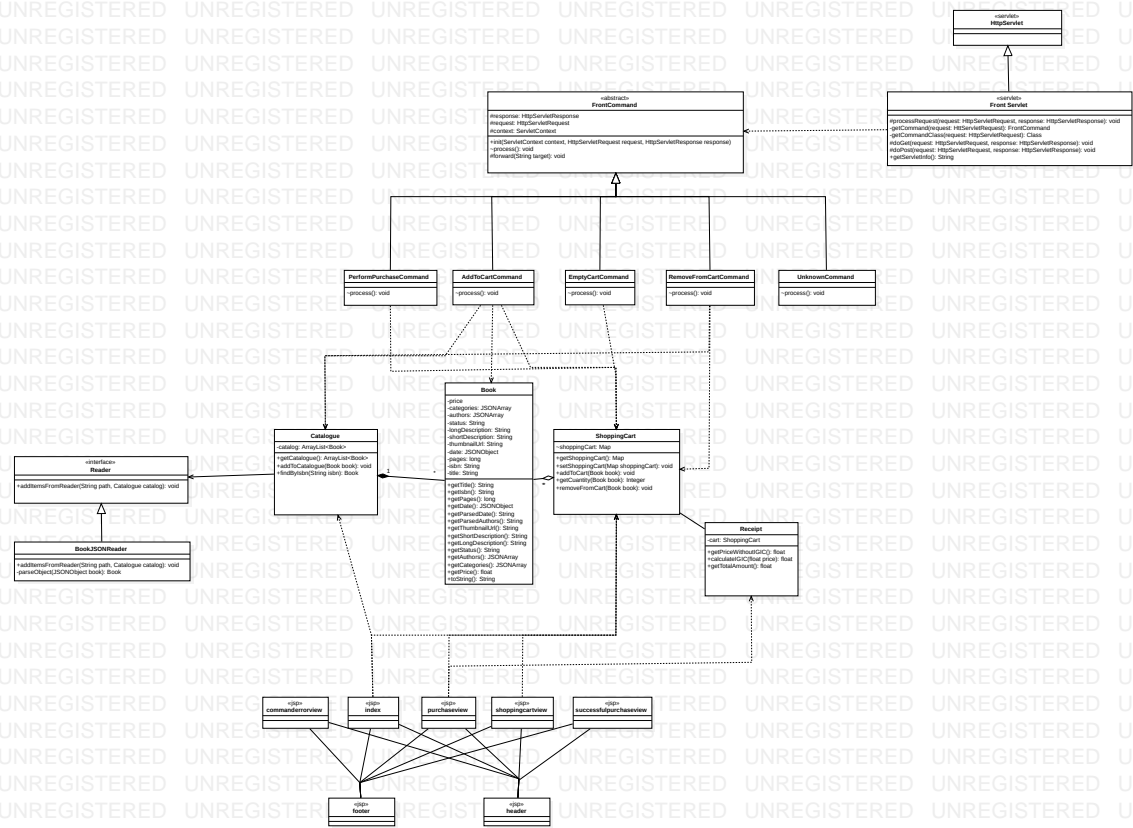 «servlet»
HttpServlet
«abstract»
FrontCommand
#response: HttpServletResponse
#request: HttpServletRequest
#context: ServletContext
+init(ServletContext context, HttpServletRequest request, HttpServletResponse response)
~process(): void
#forward(String target): void
«servlet»
Front Servlet
#processRequest(request: HttpServletRequest, response: HttpServletResponse): void
-getCommand(request: HttServletRequest): FrontCommand
-getCommandClass(request: HttpServletRequest): Class
#doGet(request: HttpServletRequest, response: HttpServletResponse): void
#doPost(request: HttpServletRequest, response: HttpServletResponse): void
+getServletInfo(): String
PerformPurchaseCommand
~process(): void
AddToCartCommand
~process(): void
EmptyCartCommand
~process(): void
RemoveFromCartCommand
~process(): void
UnknownCommand
~process(): void
Book
-price
-categories: JSONArray
-authors: JSONArray
-status: String
-longDescription: String
-shortDescription: String
-thumbnailUrl: String
-date: JSONObject
-pages: long
-isbn: String
-title: String
+getTitle(): String
+getIsbn(): String
+getPages(): long
+getDate(): JSONObject
+getParsedDate(): String
+getParsedAuthors(): String
+getThumbnailUrl(): String
+getShortDescription(): String
+getLongDescription(): String
+getStatus(): String
+getAuthors(): JSONArray
+getCategories(): JSONArray
+getPrice(): float
+toString(): String
Catalogue
-catalog: ArrayList<Book>
+getCatalogue(): ArrayList<Book>
+addToCatalogue(Book book): void
+findByIsbn(String isbn): Book
1
*
*
ShoppingCart
~shoppingCart: Map
+getShoppingCart(): Map
+setShoppingCart(Map shoppingCart): void
+addToCart(Book book): void
+getCuantity(Book book): Integer
+removeFromCart(Book book): void
«interface»
Reader
+addItemsFromReader(String path, Catalogue catalog): void
BookJSONReader
+addItemsFromReader(String path, Catalogue catalog): void
-parseObject(JSONObject book): Book
Receipt
-cart: ShoppingCart
+getPriceWithoutIGIC(): float
+calculateIGIC(float price): float
+getTotalAmount(): float
«jsp»
commanderrorview
«jsp»
index
«jsp»
purchaseview
«jsp»
shoppingcartview
«jsp»
successfulpurchaseview
«jsp»
footer
«jsp»
header